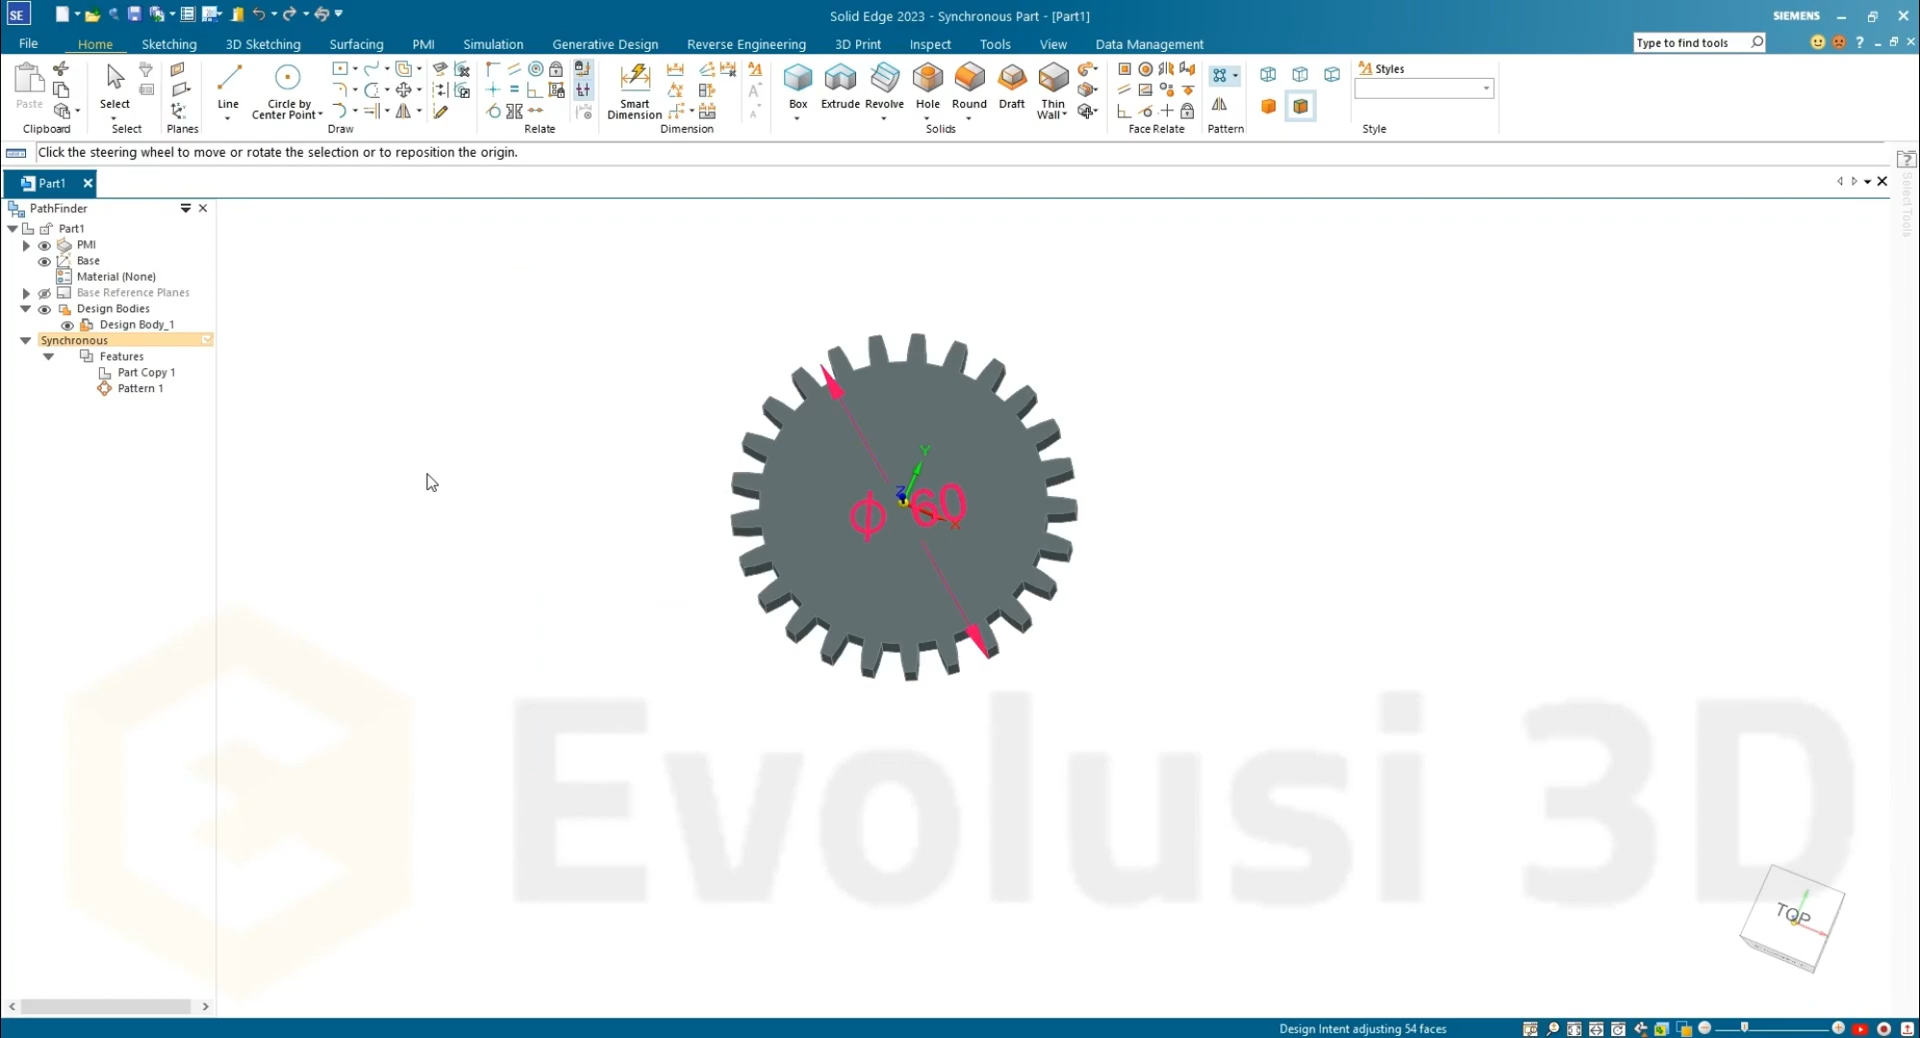 SE
Solid Edge 2023 - Synchronous Part - [Part1]
SIEMENS
File
Home
Sketching
3D Sketching
Surfacing
PMI
Simulation
Generative Design
Reverse Engineering
3D Print
Inspect
Tools
View
Data Management
Type to find tools
Paste
Select
Line
Circle by
Center Point
Smart
Dimension
Box
Extrude
Revolve
Hole
Round
Draft
Thin
Wall
Styles
Clipboard
Select
Planes
Draw
Relate
Dimension
Solids
Face Relate
Pattern
Style
Click the steering wheel to move or rotate the selection or to reposition the origin.
Part1
Select Tools
PathFinder
Part1
PMI
Base
Material (None)
Base Reference Planes
Design Bodies
Design Body_1
Synchronous
Features
Part Copy 1
Pattern 1
Y
Z
X
ϕ 60
Evolusi 3D
TOP
Design Intent adjusting 54 faces